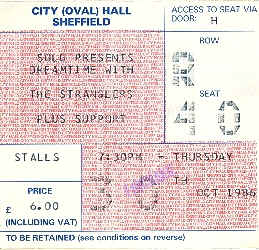 CITY (OVAL) HALL
SHEFFIELD
ACCESS TO SEAT VIA
DOOR: H
ROW
R
SOLO PRESENTS
DREAMTIME WITH
THE STRANGLERS
PLUS SUPPORT
SEAT
40
STALLS
7:30PM - THURSDAY
30
OCT-1986
PRICE
£ 6.00
(INCLUDING VAT)
TO BE RETAINED (see conditions on reverse)